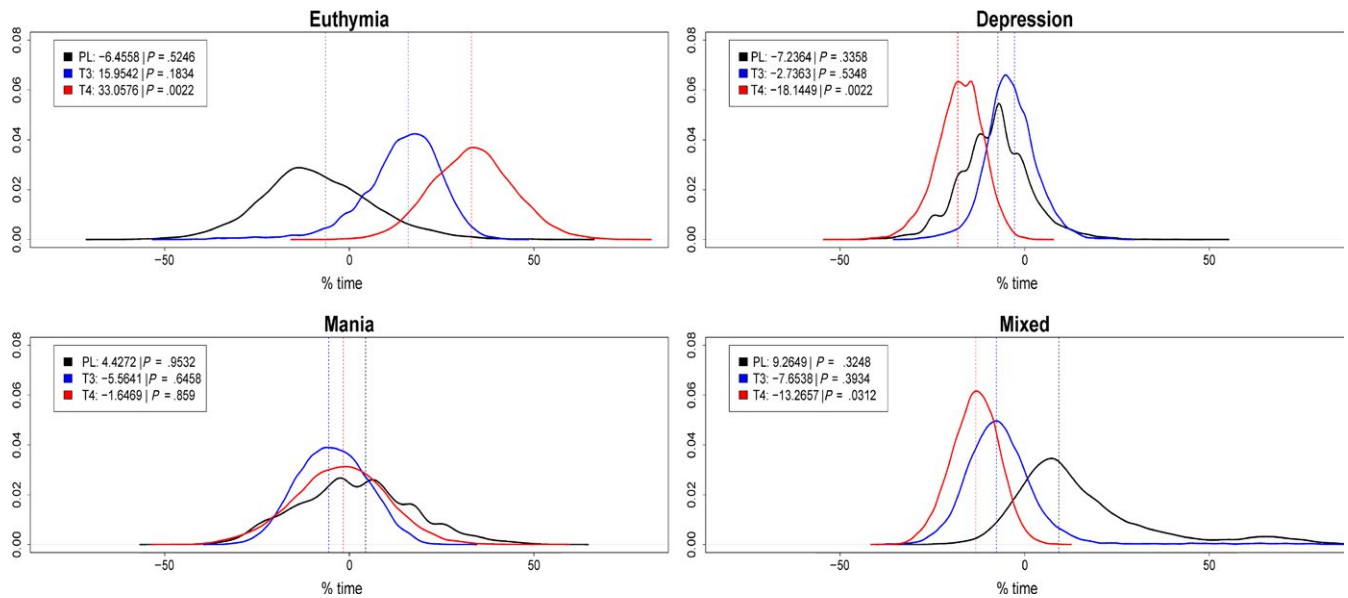 Euthymia
0.08
0.06
0.04
0.02
0.00
PL: −6.4558 | P = .5246
T3: 15.9542 | P = .1834
T4: 33.0576 | P = .0022
−50 0 50
% time
Depression
0.08
0.06
0.04
0.02
0.00
PL: −7.2364 | P = .3358
T3: −2.7363 | P = .5348
T4: −18.1449 | P = .0022
−50 0 50
% time
Mania
0.08
0.06
0.04
0.02
0.00
PL: 4.4272 | P = .9532
T3: −5.5641 | P = .6458
T4: −1.6469 | P = .859
−50 0 50
% time
Mixed
0.08
0.06
0.04
0.02
0.00
PL: 9.2649 | P = .3248
T3: −7.6538 | P = .3934
T4: −13.2657 | P = .0312
−50 0 50
% time